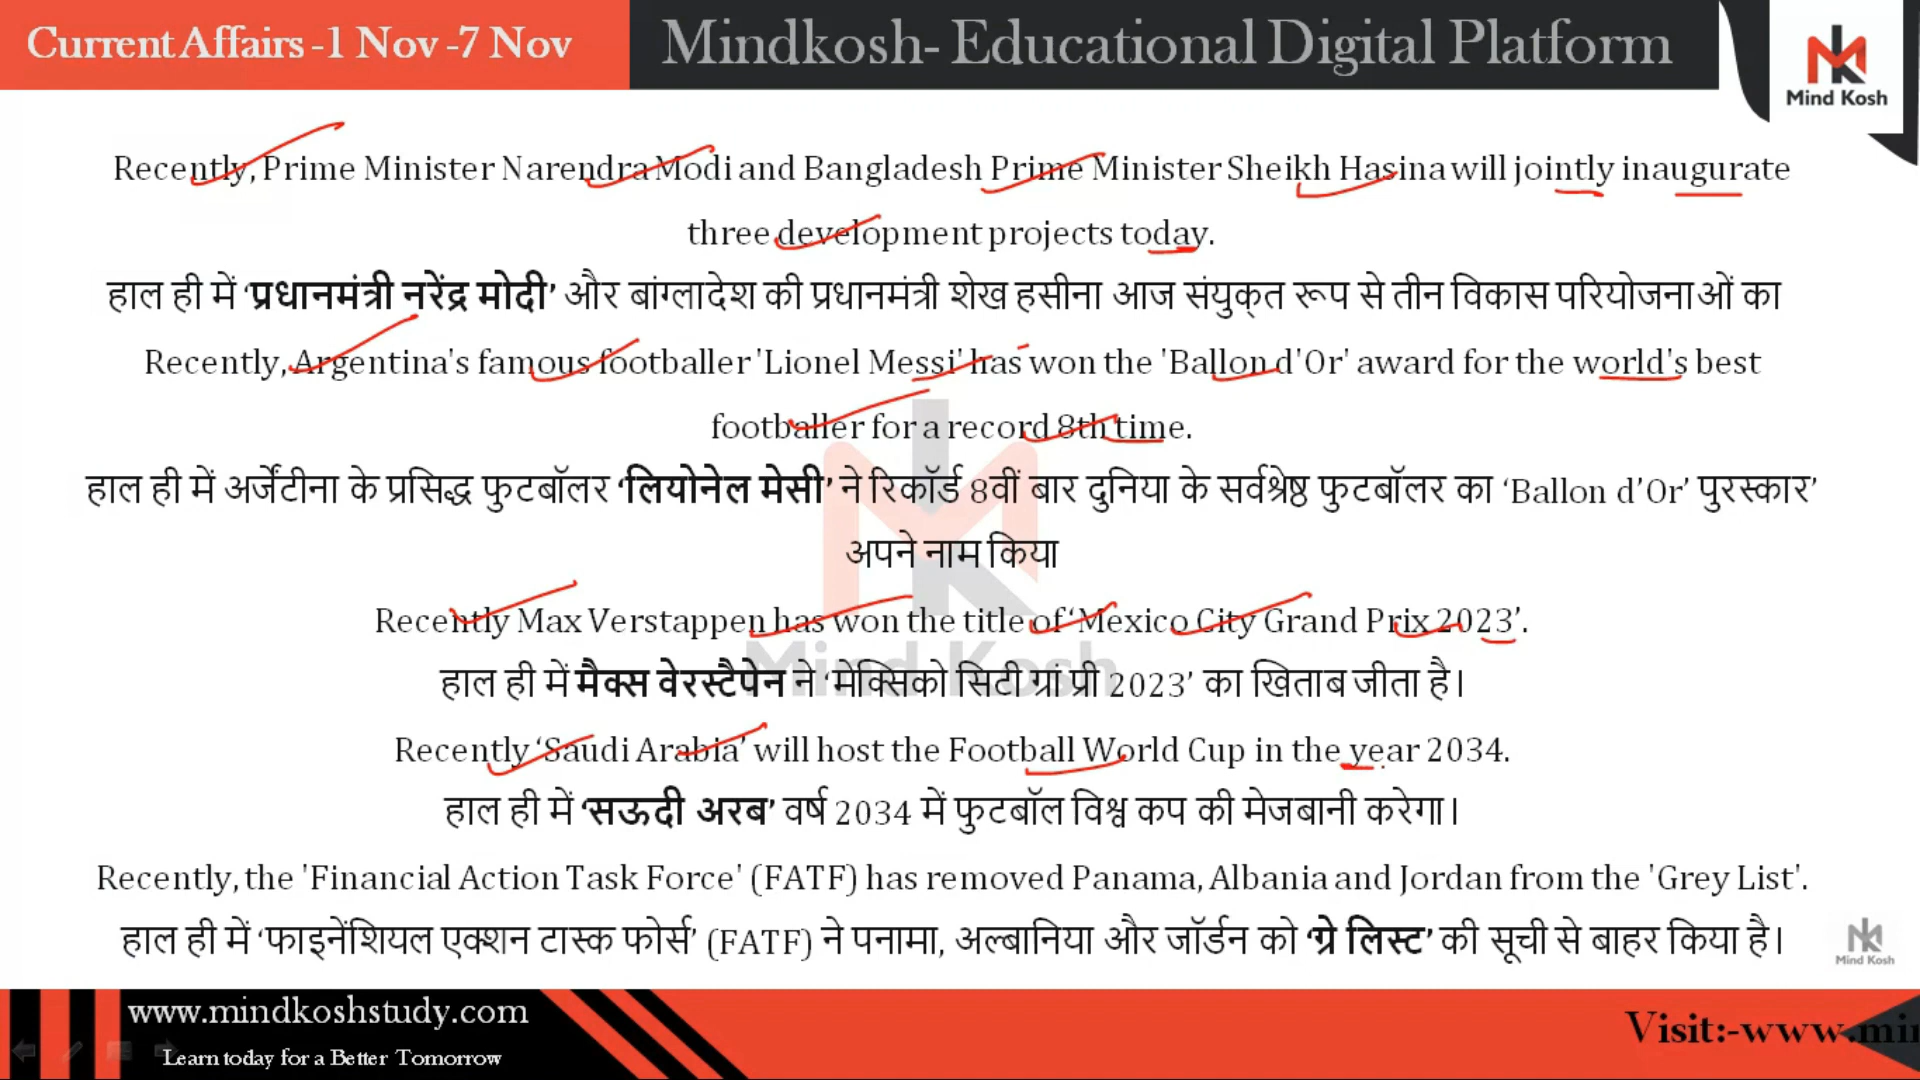 Current Affairs -1 Nov -7 Nov
Mindkosh- Educational Digital Platform
Mind Kosh
Recently, Prime Minister Narendra Modi and Bangladesh Prime Minister Sheikh Hasina will jointly inaugurate
three development projects today.
हाल ही में ‘प्रधानमंत्री नरेंद्र मोदी’ और बांग्लादेश की प्रधानमंत्री शेख हसीना आज संयुक्त रूप से तीन विकास परियोजनाओं का
Recently, Argentina's famous footballer 'Lionel Messi' has won the 'Ballon d'Or' award for the world's best
footballer for a record 8th time.
हाल ही में अर्जेंटीना के प्रसिद्ध फुटबॉलर ‘लियोनेल मेसी’ ने रिकॉर्ड 8वीं बार दुनिया के सर्वश्रेष्ठ फुटबॉलर का ‘Ballon d’Or’ पुरस्कार’
अपने नाम किया
Recently Max Verstappen has won the title of ‘Mexico City Grand Prix 2023’.
Mind Kosh
हाल ही में मैक्स वेरस्टैपेन ने ‘मेक्सिको सिटी ग्रां प्री 2023’ का खिताब जीता है।
Recently ‘Saudi Arabia’ will host the Football World Cup in the year 2034.
हाल ही में ‘सऊदी अरब’ वर्ष 2034 में फुटबॉल विश्व कप की मेजबानी करेगा।
Recently, the 'Financial Action Task Force' (FATF) has removed Panama, Albania and Jordan from the 'Grey List'.
हाल ही में ‘फाइनेंशियल एक्शन टास्क फोर्स’ (FATF) ने पनामा, अल्बानिया और जॉर्डन को ‘ग्रे लिस्ट’ की सूची से बाहर किया है।
Mind Kosh
www.mindkoshstudy.com
Learn today for a Better Tomorrow
Visit:-www.min